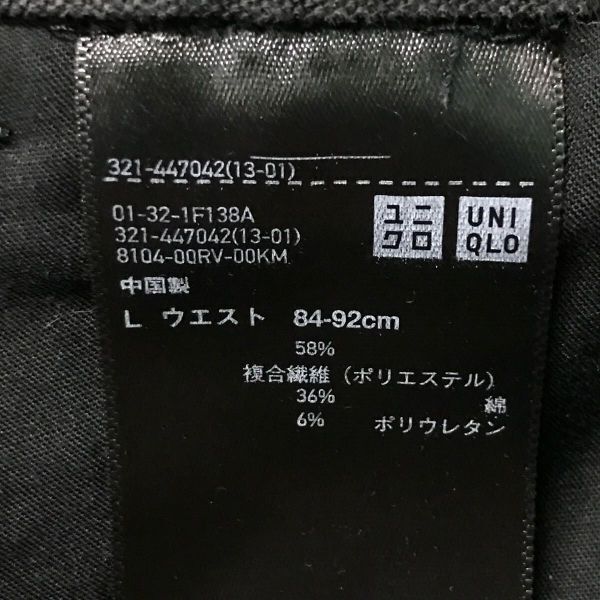 321-447042(13-01)
01-32-1F138A
321-447042(13-01)
8104-00RV-00KM
ユニ
クロ
UNI
QLO
中国製
L ウエスト 84-92cm
58%
複合繊維（ポリエステル）
36% 綿
6% ポリウレタン